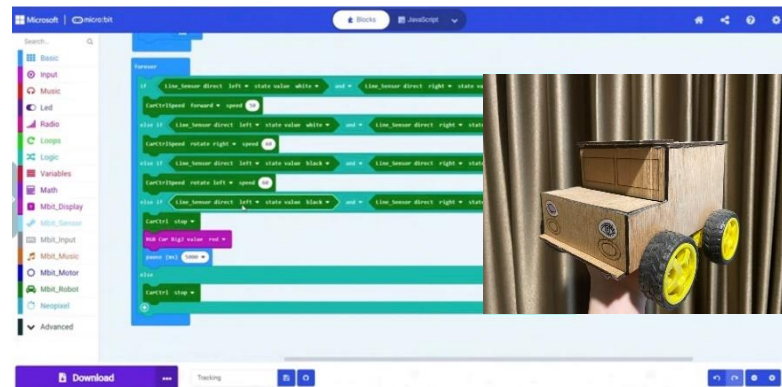 Microsoft | micro:bit
Blocks
JavaScript
Search...
Basic
Input
Music
Led
Radio
Loops
Logic
Variables
Math
Mbit_Display
Mbit_Sensor
Mbit_Input
Mbit_Music
Mbit_Motor
Mbit_Robot
Neopixel
Advanced
forever
if Line_Sensor direct left state value white and Line_Sensor direct right state
CarCtrlSpeed forward speed 50
else if Line_Sensor direct left state value white and Line_Sensor direct right state
CarCtrlSpeed rotate right speed 60
else if Line_Sensor direct left state value black and Line_Sensor direct right state
CarCtrlSpeed rotate left speed 60
else if Line_Sensor direct left state value black and Line_Sensor direct right state
CarCtrl stop
RGB Car Big2 value red
pause (ms) 5000
else
CarCtrl stop
Download
Tracking